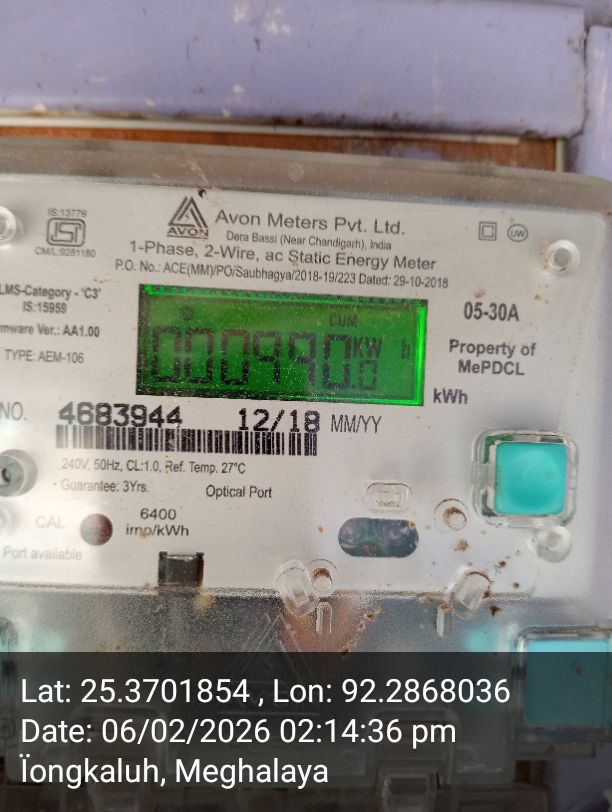 IS:13779
ISI
CM/L:9261160
AVON
Avon Meters Pvt. Ltd.
Dera Bassi (Near Chandigarh), India
UW
1-Phase, 2-Wire, ac Static Energy Meter
P.O. No.: ACE(MM)/PO/Saubhagya/2018-19/223 Dated: 29-10-2018
LMS-Category - 'C3'
IS:15959
mware Ver.: AA1.00
TYPE: AEM-106
CUM
000990.0 KW h
05-30A
Property of
MePDCL
kWh
NO. 4683944 12/18 MM/YY
240V, 50Hz, CL:1.0, Ref. Temp. 27°C
- Guarantee: 3Yrs.
Optical Port
CAL
6400
imp/kWh
Port available
Lat: 25.3701854 , Lon: 92.2868036
Date: 06/02/2026 02:14:36 pm
Ïongkaluh, Meghalaya